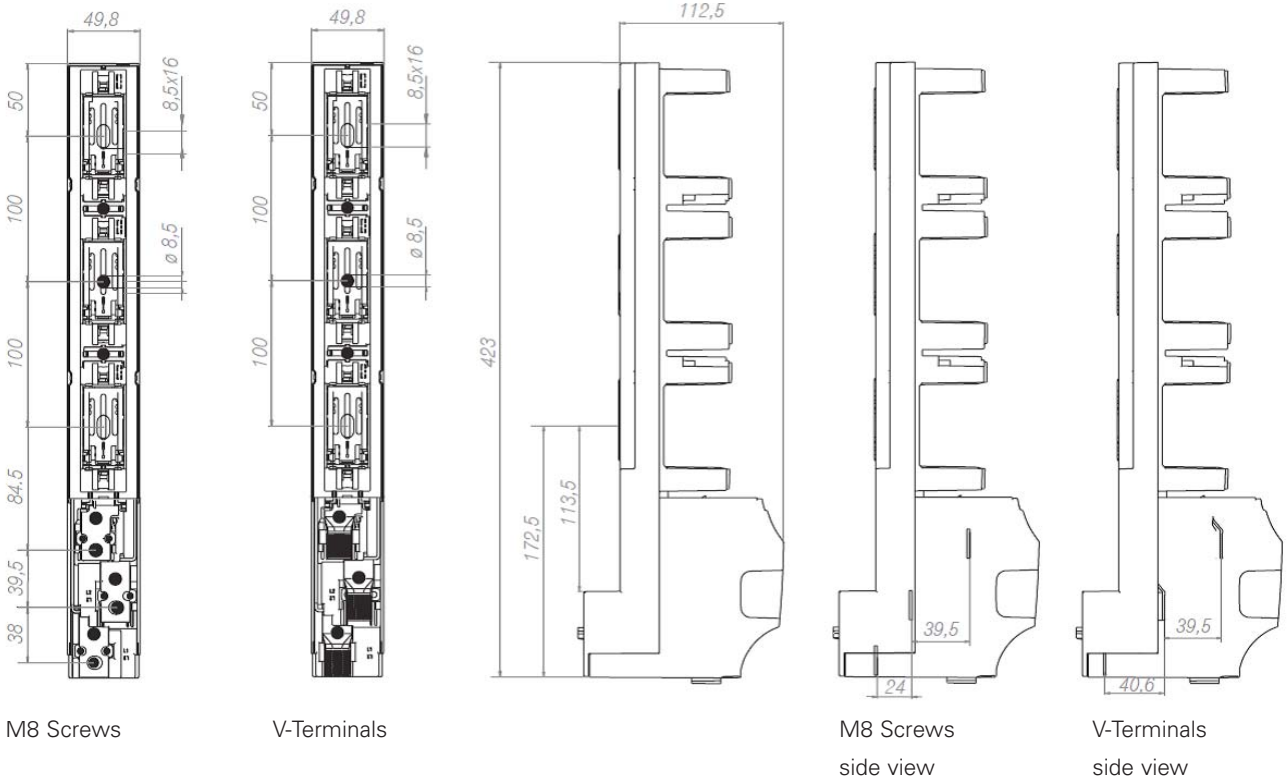 49,8
50
100
100
84.5
39,5
38
8,5x16
ø 8,5
49,8
50
100
100
8,5x16
ø 8,5
112,5
423
113,5
172,5
39,5
24
39,5
40.6
M8 Screws
V-Terminals
M8 Screws
side view
V-Terminals
side view